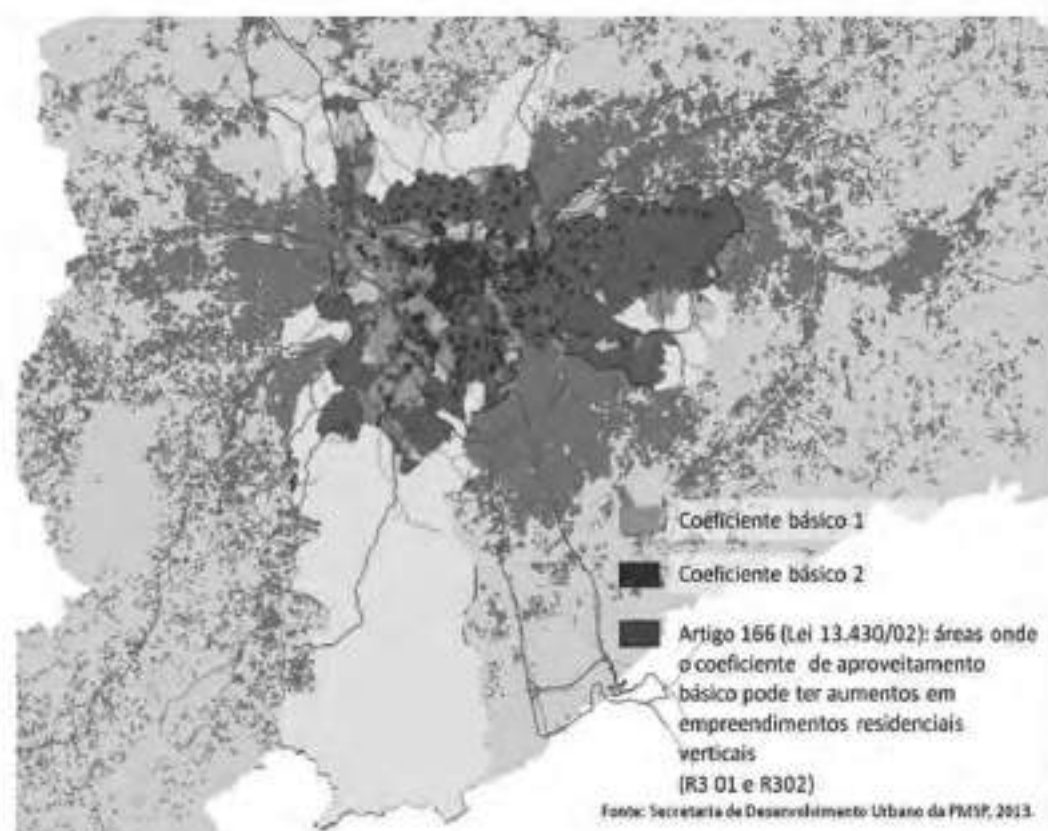 Coeficiente básico 1
Coeficiente básico 2
Artigo 166 (Lei 13.430/02): áreas onde
o coeficiente de aproveitamento
básico pode ter aumentos em
empreendimentos residenciais
verticais
(R3 01 e R302)
Fonte: Secretaria de Desenvolvimento Urbano da PMSP, 2013.